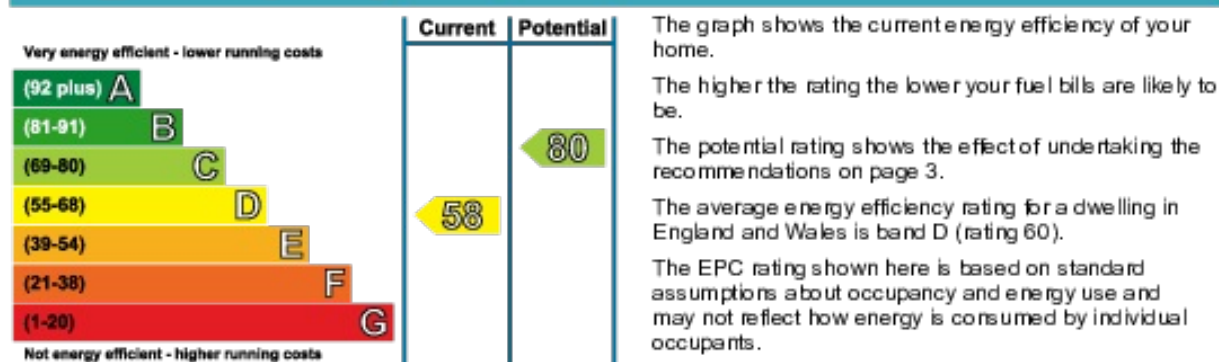 Current Potential
Very energy efficient - lower running costs
(92 plus) A
(81-91) B
(69-80) C
(55-68) D
(39-54) E
(21-38) F
(1-20) G
Not energy efficient - higher running costs
58
80
The graph shows the current energy efficiency of your
home.
The higher the rating the lower your fuel bills are likely to
be.
The potential rating shows the effect of undertaking the
recommendations on page 3.
The average energy efficiency rating for a dwelling in
England and Wales is band D (rating 60).
The EPC rating shown here is based on standard
assumptions about occupancy and energy use and
may not reflect how energy is consumed by individual
occupants.